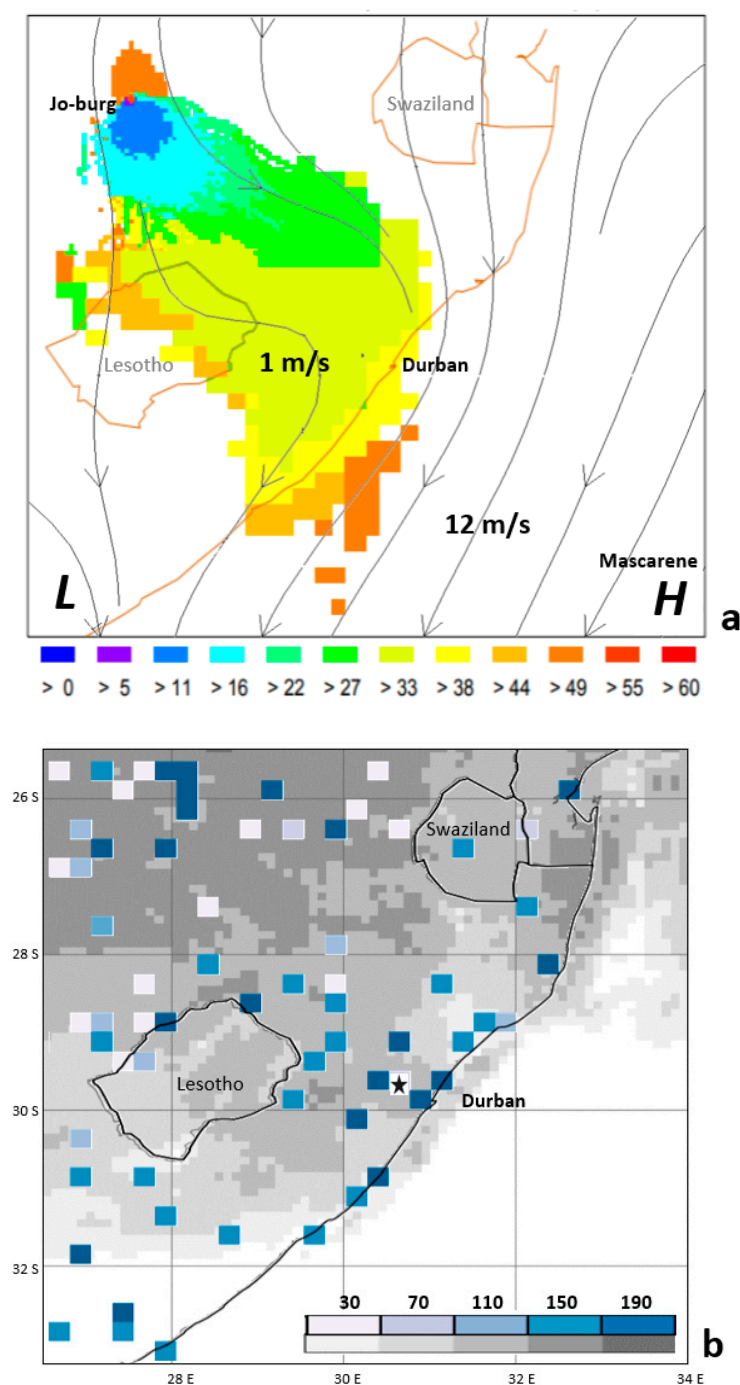 Jo-burg
Swaziland
Lesotho
1 m/s
Durban
12 m/s
Mascarene
L
H
a
> 0 > 5 > 11 > 16 > 22 > 27 > 33 > 38 > 44 > 49 > 55 > 60
26 S
Swaziland
28 S
Lesotho
Durban
30 S
32 S
30 70 110 150 190
b
28 E 30 E 32 E 34 E